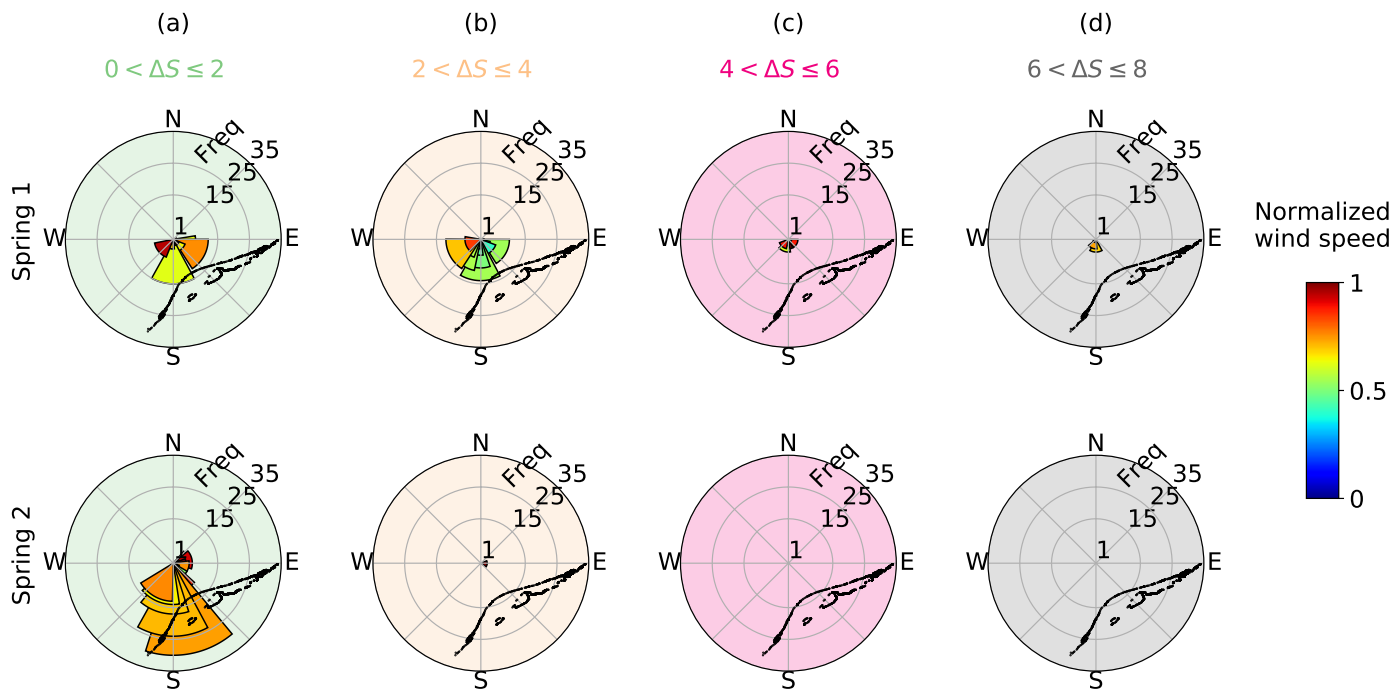 (a) (b) (c) (d)
0 < ΔS ≤ 2 2 < ΔS ≤ 4 4 < ΔS ≤ 6 6 < ΔS ≤ 8
Spring 1
N
Freq
35
25
15
1
W
E
S
N
Freq
35
25
15
1
W
E
S
N
Freq
35
25
15
1
W
E
S
N
Freq
35
25
15
1
W
E
S
Spring 2
N
Freq
35
25
15
1
W
E
S
N
Freq
35
25
15
1
W
E
S
N
Freq
35
25
15
1
W
E
S
N
Freq
35
25
15
1
W
E
S
Normalized
wind speed
1
0.5
0